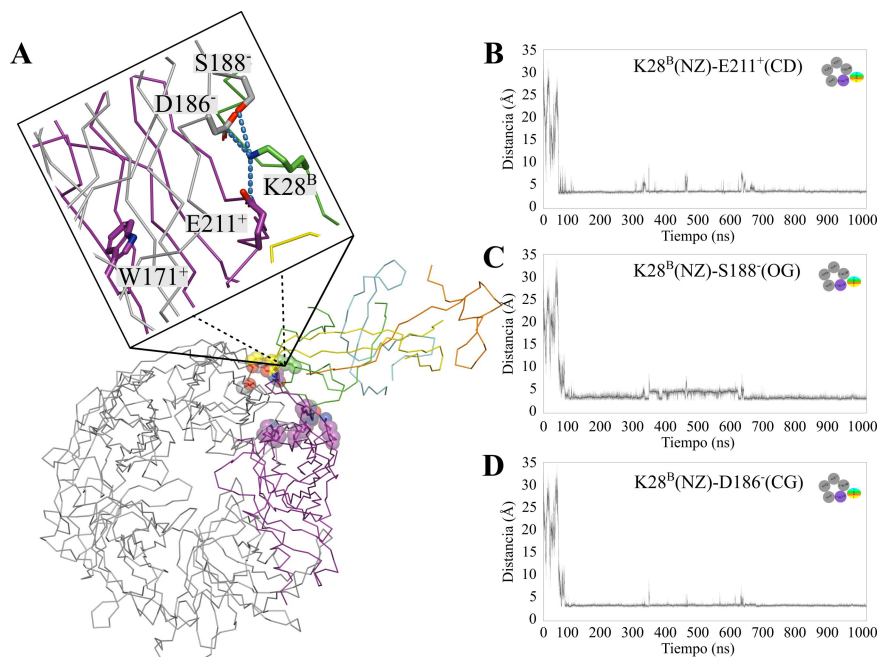 A
S188⁻
D186⁻
K28ᴮ
E211⁺
W171⁺
B
K28ᴮ(NZ)-E211⁺(CD)
Distancia (Å)
35
30
25
20
15
10
5
0
0 100 200 300 400 500 600 700 800 900 1000
Tiempo (ns)
C
K28ᴮ(NZ)-S188⁻(OG)
Distancia (Å)
35
30
25
20
15
10
5
0
0 100 200 300 400 500 600 700 800 900 1000
Tiempo (ns)
D
K28ᴮ(NZ)-D186⁻(CG)
Distancia (Å)
35
30
25
20
15
10
5
0
0 100 200 300 400 500 600 700 800 900 1000
Tiempo (ns)